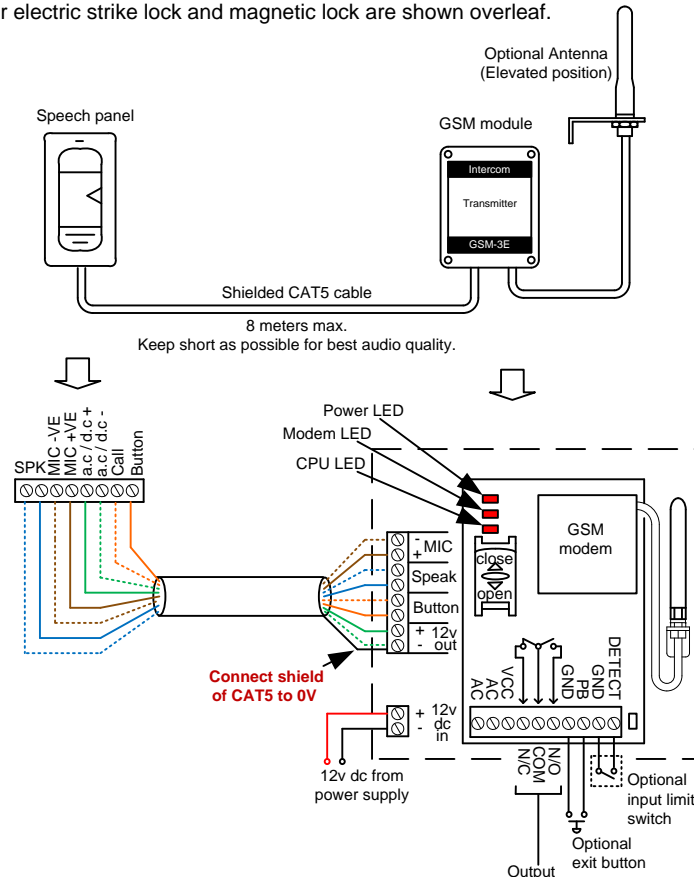 r electric strike lock and magnetic lock are shown overleaf.
Optional Antenna
(Elevated position)
Speech panel
GSM module
Intercom
Transmitter
GSM-3E
Shielded CAT5 cable
8 meters max.
Keep short as possible for best audio quality.
Power LED
Modem LED
CPU LED
SPK
MIC -VE
MIC +VE
a.c / d.c +
a.c / d.c -
Call
Button
- MIC
+
Speak
Button
+ 12v
- out
close
open
GSM
modem
Connect shield
of CAT5 to 0V
AC
AC
VCC
GND
PB
GND
DETECT
+ 12v
dc
- in
N/C
COM
N/O
12v dc from
power supply
Optional
input limit
switch
Optional
exit button
Output